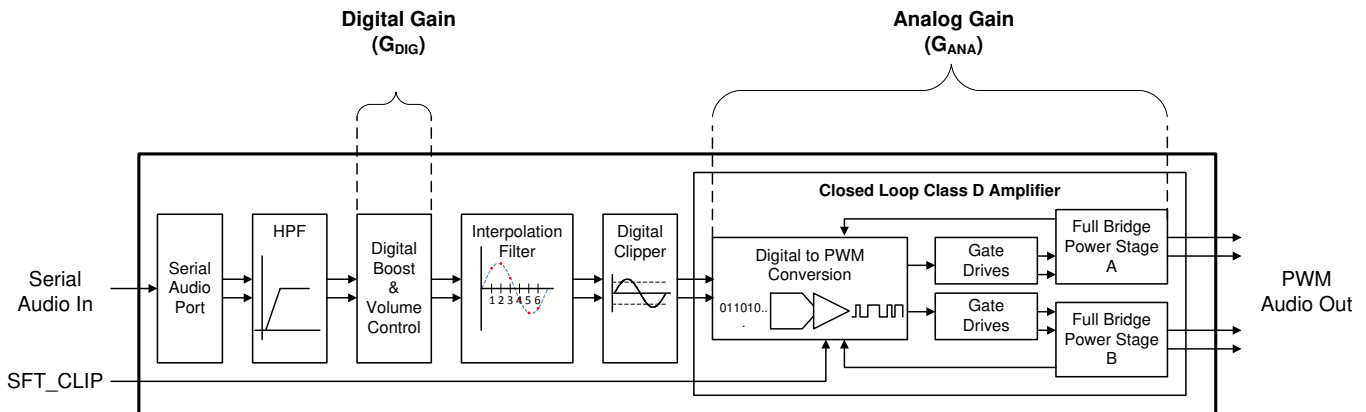 Digital Gain
(GDIG)
Analog Gain
(GANA)
Closed Loop Class D Amplifier
Serial
Audio In
Serial
Audio
Port
HPF
Digital
Boost
&
Volume
Control
Interpolation
Filter
1 2 3 4 5 6
Digital
Clipper
Digital to PWM
Conversion
011010..
.
Gate
Drives
Gate
Drives
Full Bridge
Power Stage
A
Full Bridge
Power Stage
B
PWM
Audio Out
SFT_CLIP